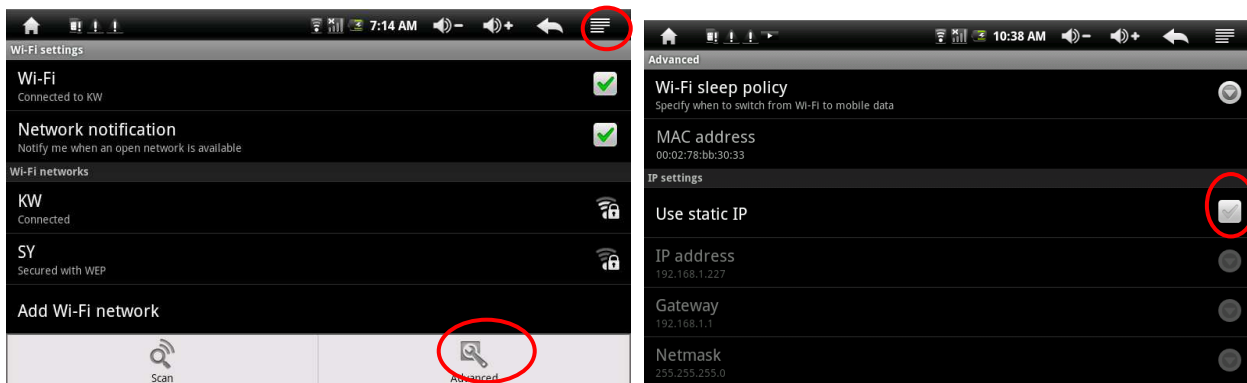 7:14 AM
Wi-Fi settings
Wi-Fi
Connected to KW
Network notification
Notify me when an open network is available
Wi-Fi networks
KW
Connected
SY
Secured with WEP
Add Wi-Fi network
Scan
Advanced
10:38 AM
Advanced
Wi-Fi sleep policy
Specify when to switch from Wi-Fi to mobile data
MAC address
00:02:78:bb:30:33
IP settings
Use static IP
IP address
192.168.1.227
Gateway
192.168.1.1
Netmask
255.255.255.0